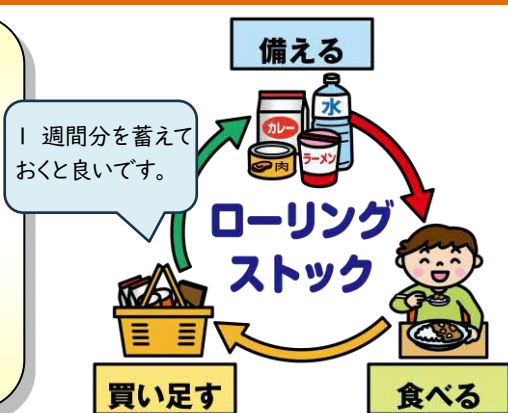 備える
1 週間分を蓄えて
おくと良いです。
水
カレー
肉
ラーメン
ローリング
ストック
買い足す
食べる